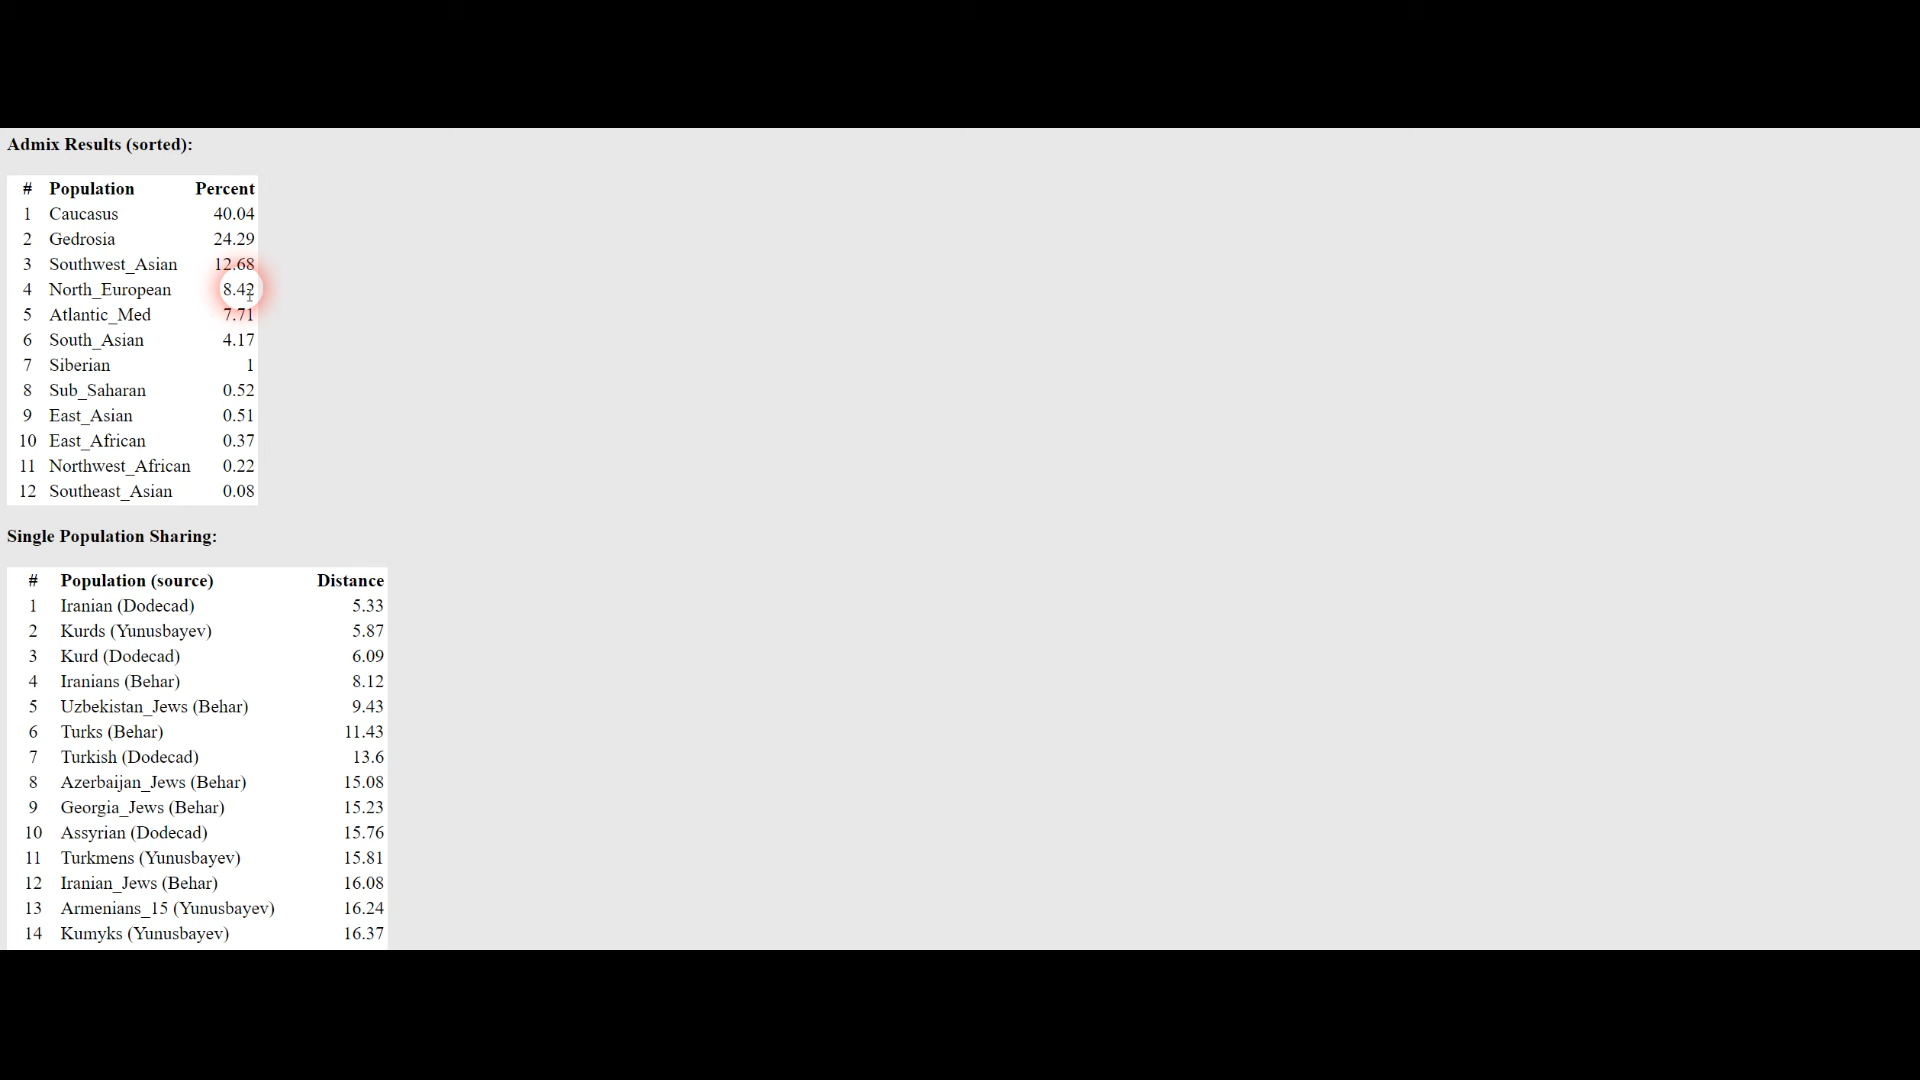 Admix Results (sorted):
# Population Percent
1 Caucasus 40.04
2 Gedrosia 24.29
3 Southwest_Asian 12.68
4 North_European 8.42
5 Atlantic_Med 7.71
6 South_Asian 4.17
7 Siberian 1
8 Sub_Saharan 0.52
9 East_Asian 0.51
10 East_African 0.37
11 Northwest_African 0.22
12 Southeast_Asian 0.08
Single Population Sharing:
# Population (source) Distance
1 Iranian (Dodecad) 5.33
2 Kurds (Yunusbayev) 5.87
3 Kurd (Dodecad) 6.09
4 Iranians (Behar) 8.12
5 Uzbekistan_Jews (Behar) 9.43
6 Turks (Behar) 11.43
7 Turkish (Dodecad) 13.6
8 Azerbaijan_Jews (Behar) 15.08
9 Georgia_Jews (Behar) 15.23
10 Assyrian (Dodecad) 15.76
11 Turkmens (Yunusbayev) 15.81
12 Iranian_Jews (Behar) 16.08
13 Armenians_15 (Yunusbayev) 16.24
14 Kumyks (Yunusbayev) 16.37